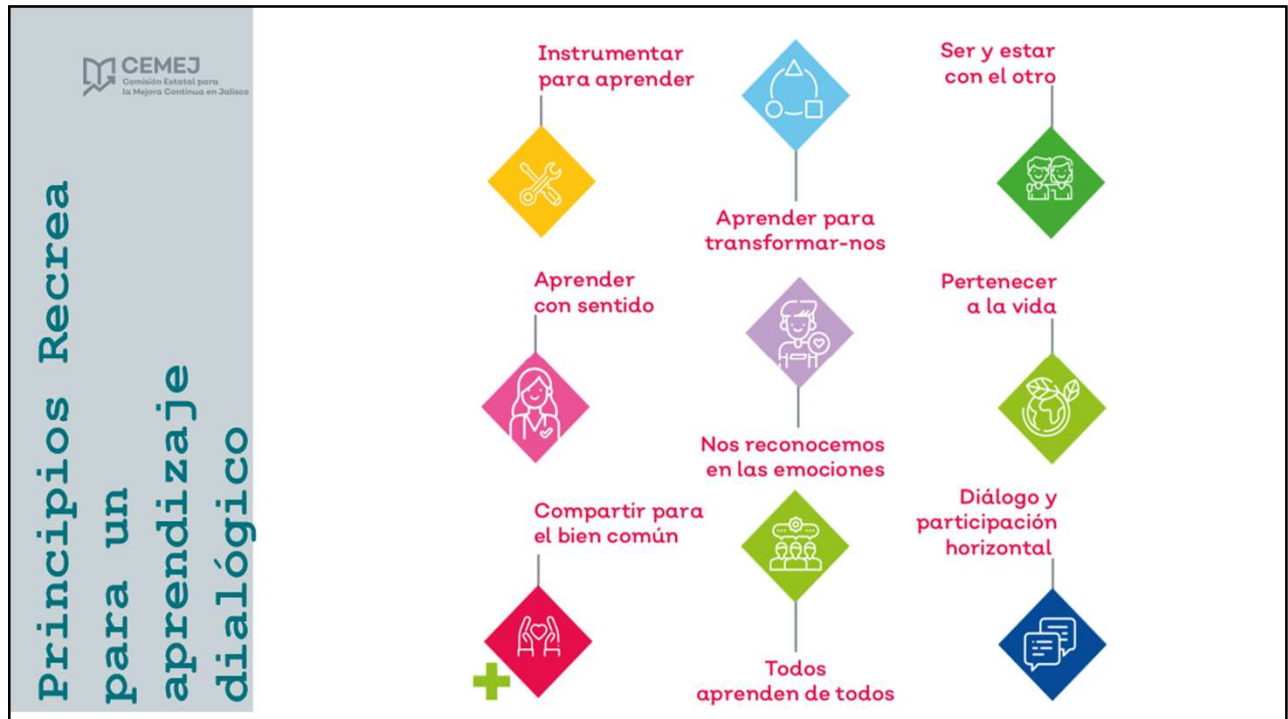 CEMEJ
Comisión Estatal para
la Mejora Continua en Jalisco
Principios Recrea
para un
aprendizaje
dialógico
Instrumentar
para aprender
Aprender para
transformar-nos
Ser y estar
con el otro
Aprender
con sentido
Nos reconocemos
en las emociones
Pertenecer
a la vida
Compartir para
el bien común
Todos
aprenden de todos
Diálogo y
participación
horizontal